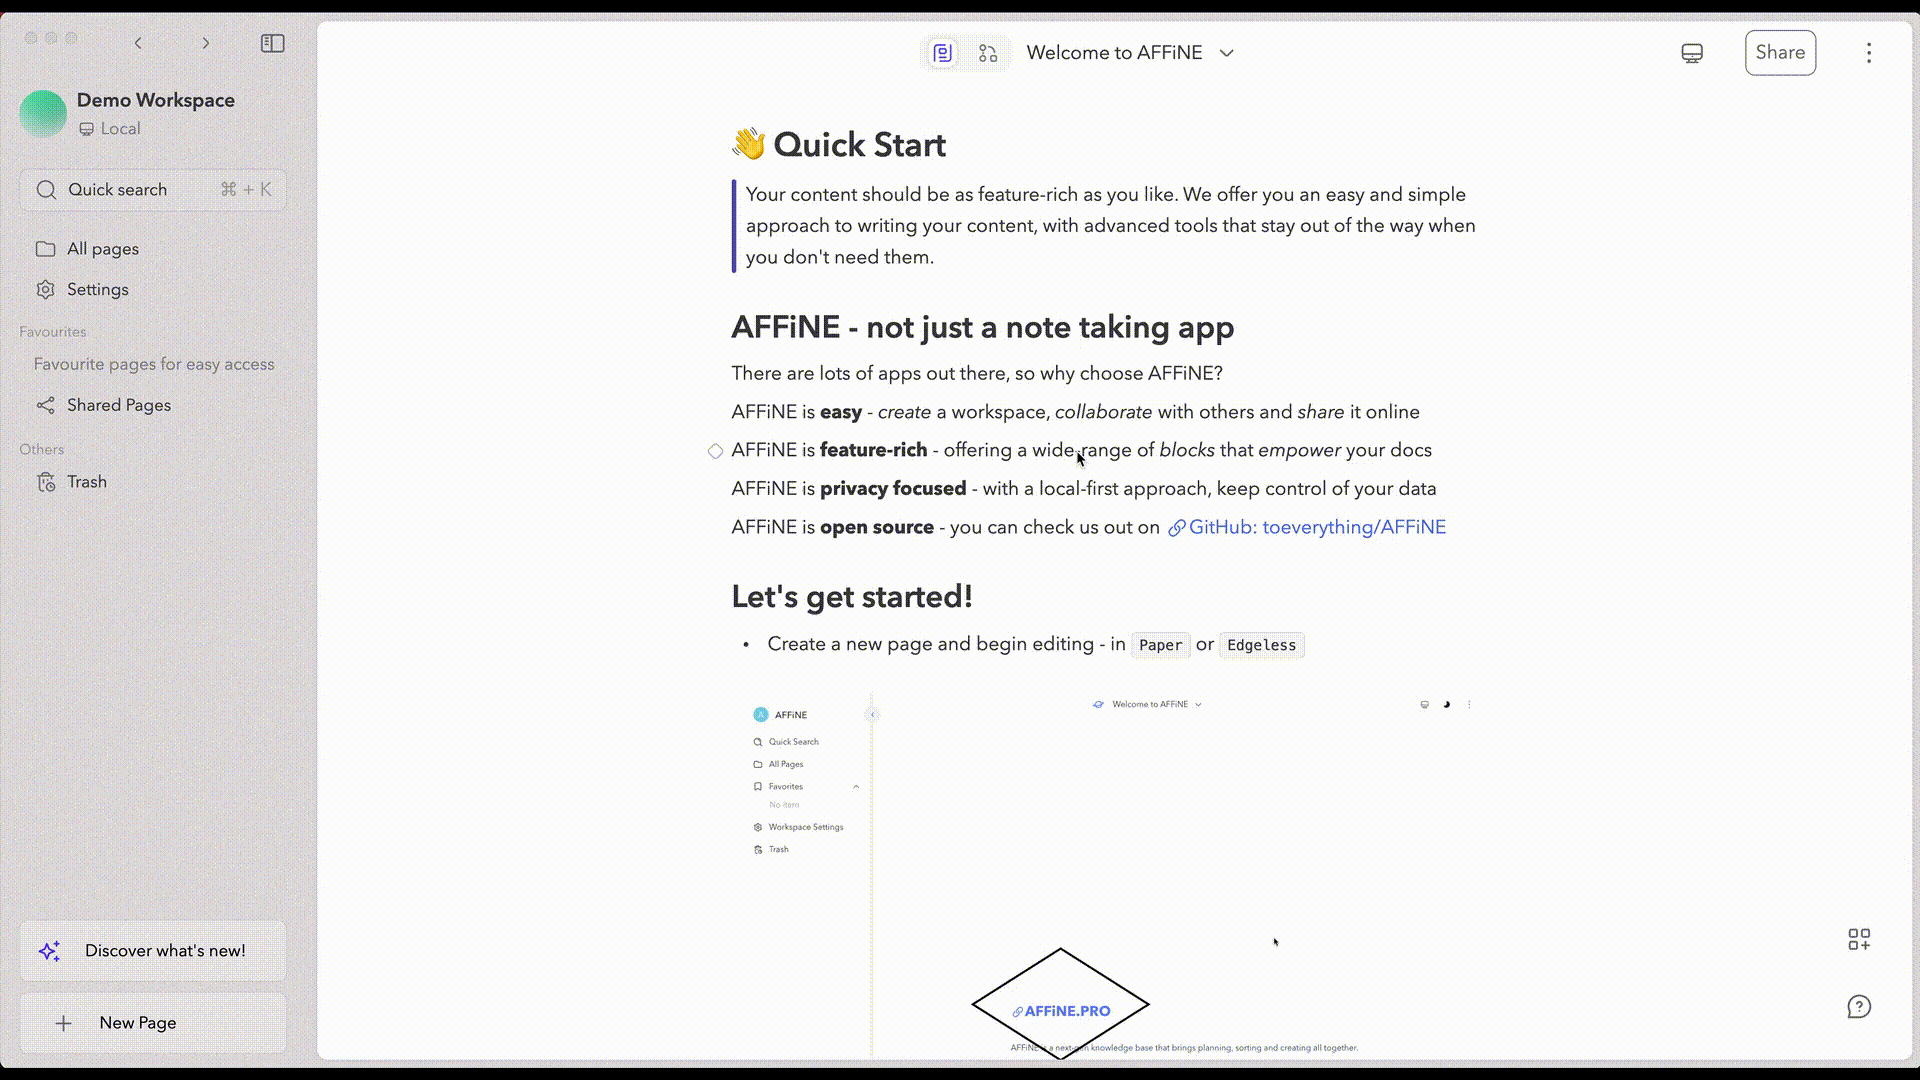 Welcome to AFFiNE
Share
Demo Workspace
Local
Quick search ⌘ + K
All pages
Settings
Favourites
Favourite pages for easy access
Shared Pages
Others
Trash
Discover what's new!
New Page
👋 Quick Start
Your content should be as feature-rich as you like. We offer you an easy and simple
approach to writing your content, with advanced tools that stay out of the way when
you don't need them.
AFFiNE - not just a note taking app
There are lots of apps out there, so why choose AFFiNE?
AFFiNE is easy - create a workspace, collaborate with others and share it online
AFFiNE is feature-rich - offering a wide range of blocks that empower your docs
AFFiNE is privacy focused - with a local-first approach, keep control of your data
AFFiNE is open source - you can check us out on GitHub: toeverything/AFFiNE
Let's get started!
• Create a new page and begin editing - in Paper or Edgeless
A AFFiNE
Welcome to AFFiNE
Quick Search
All Pages
Favorites
No item
Workspace Settings
Trash
AFFiNE.PRO
AFFiNE is a next-gen knowledge base that brings planning, sorting and creating all together.